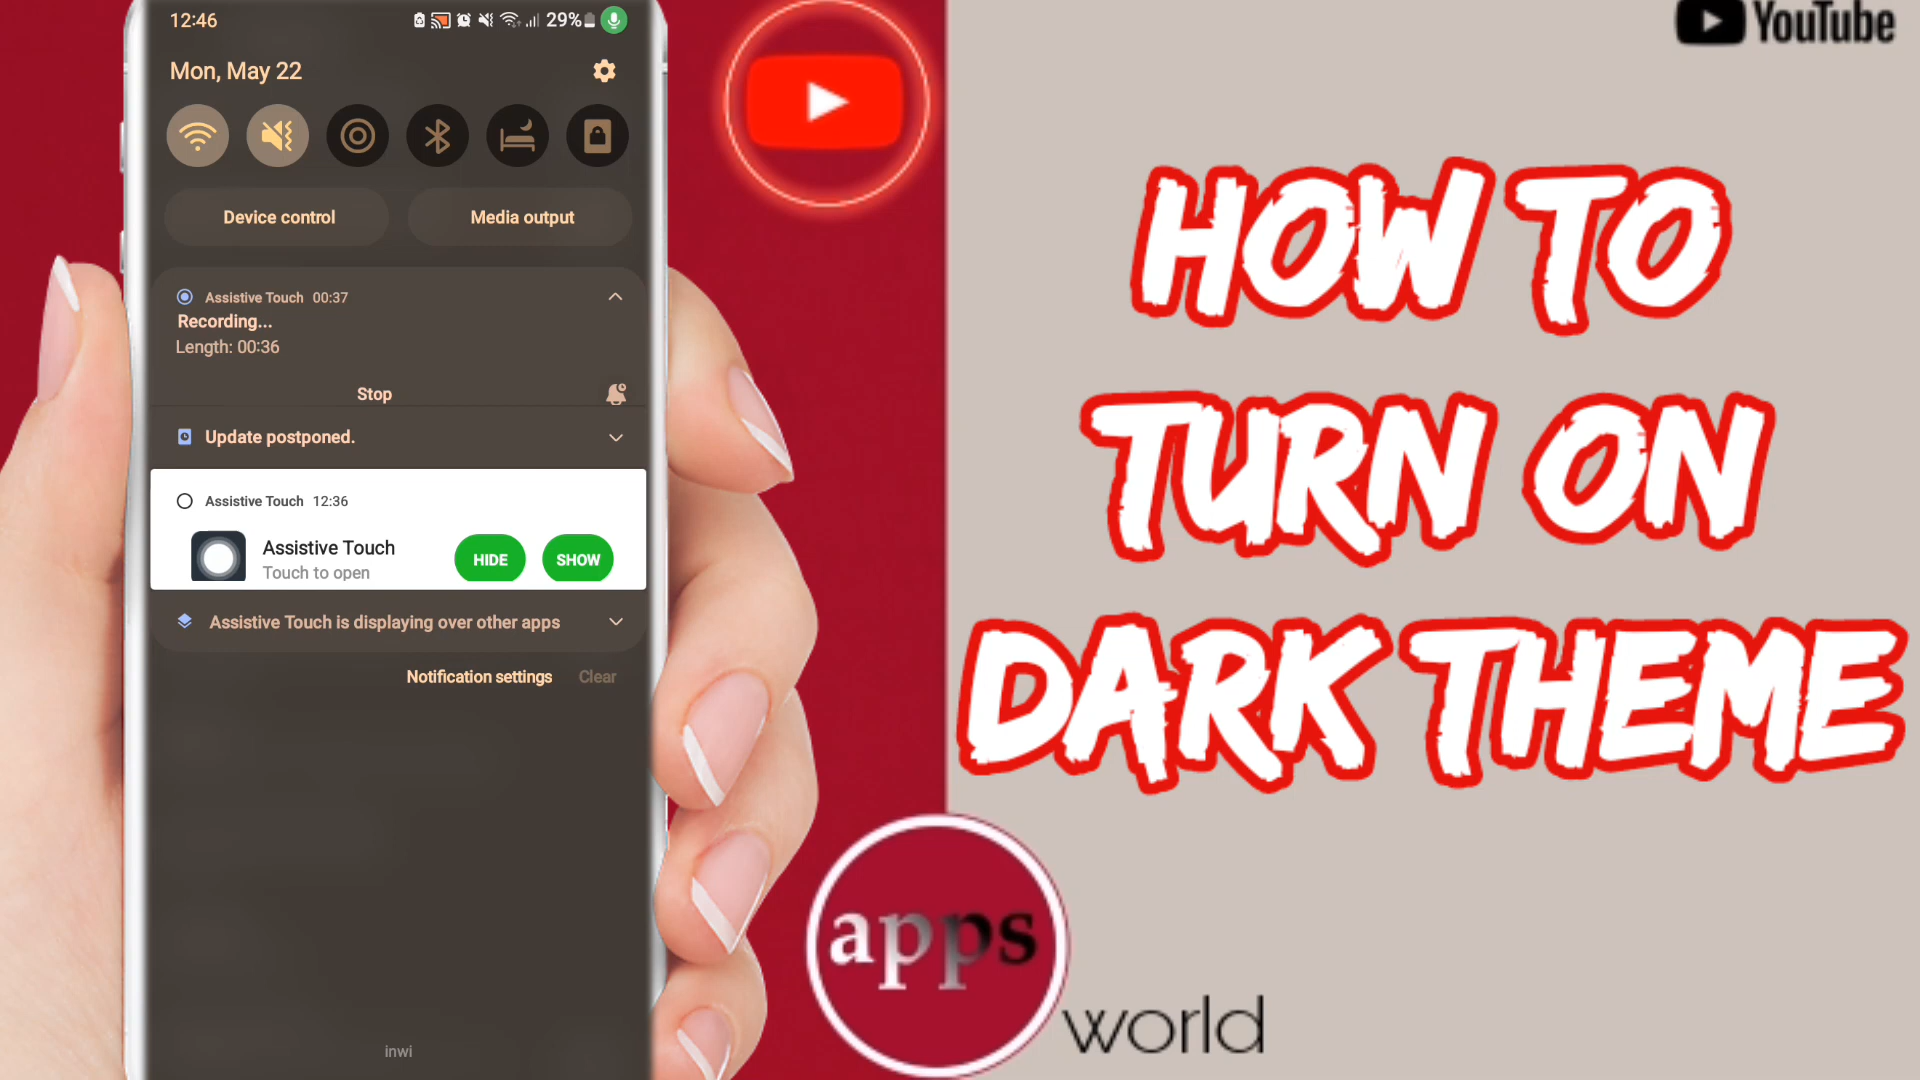 12:46
29%
Mon, May 22
Device control
Media output
Assistive Touch 00:37
Recording...
Length: 00:36
Stop
Update postponed.
Assistive Touch 12:36
Assistive Touch
Touch to open
HIDE
SHOW
Assistive Touch is displaying over other apps
Notification settings
Clear
inwi
YouTube
HOW TO
TURN ON
DARK THEME
apps
world